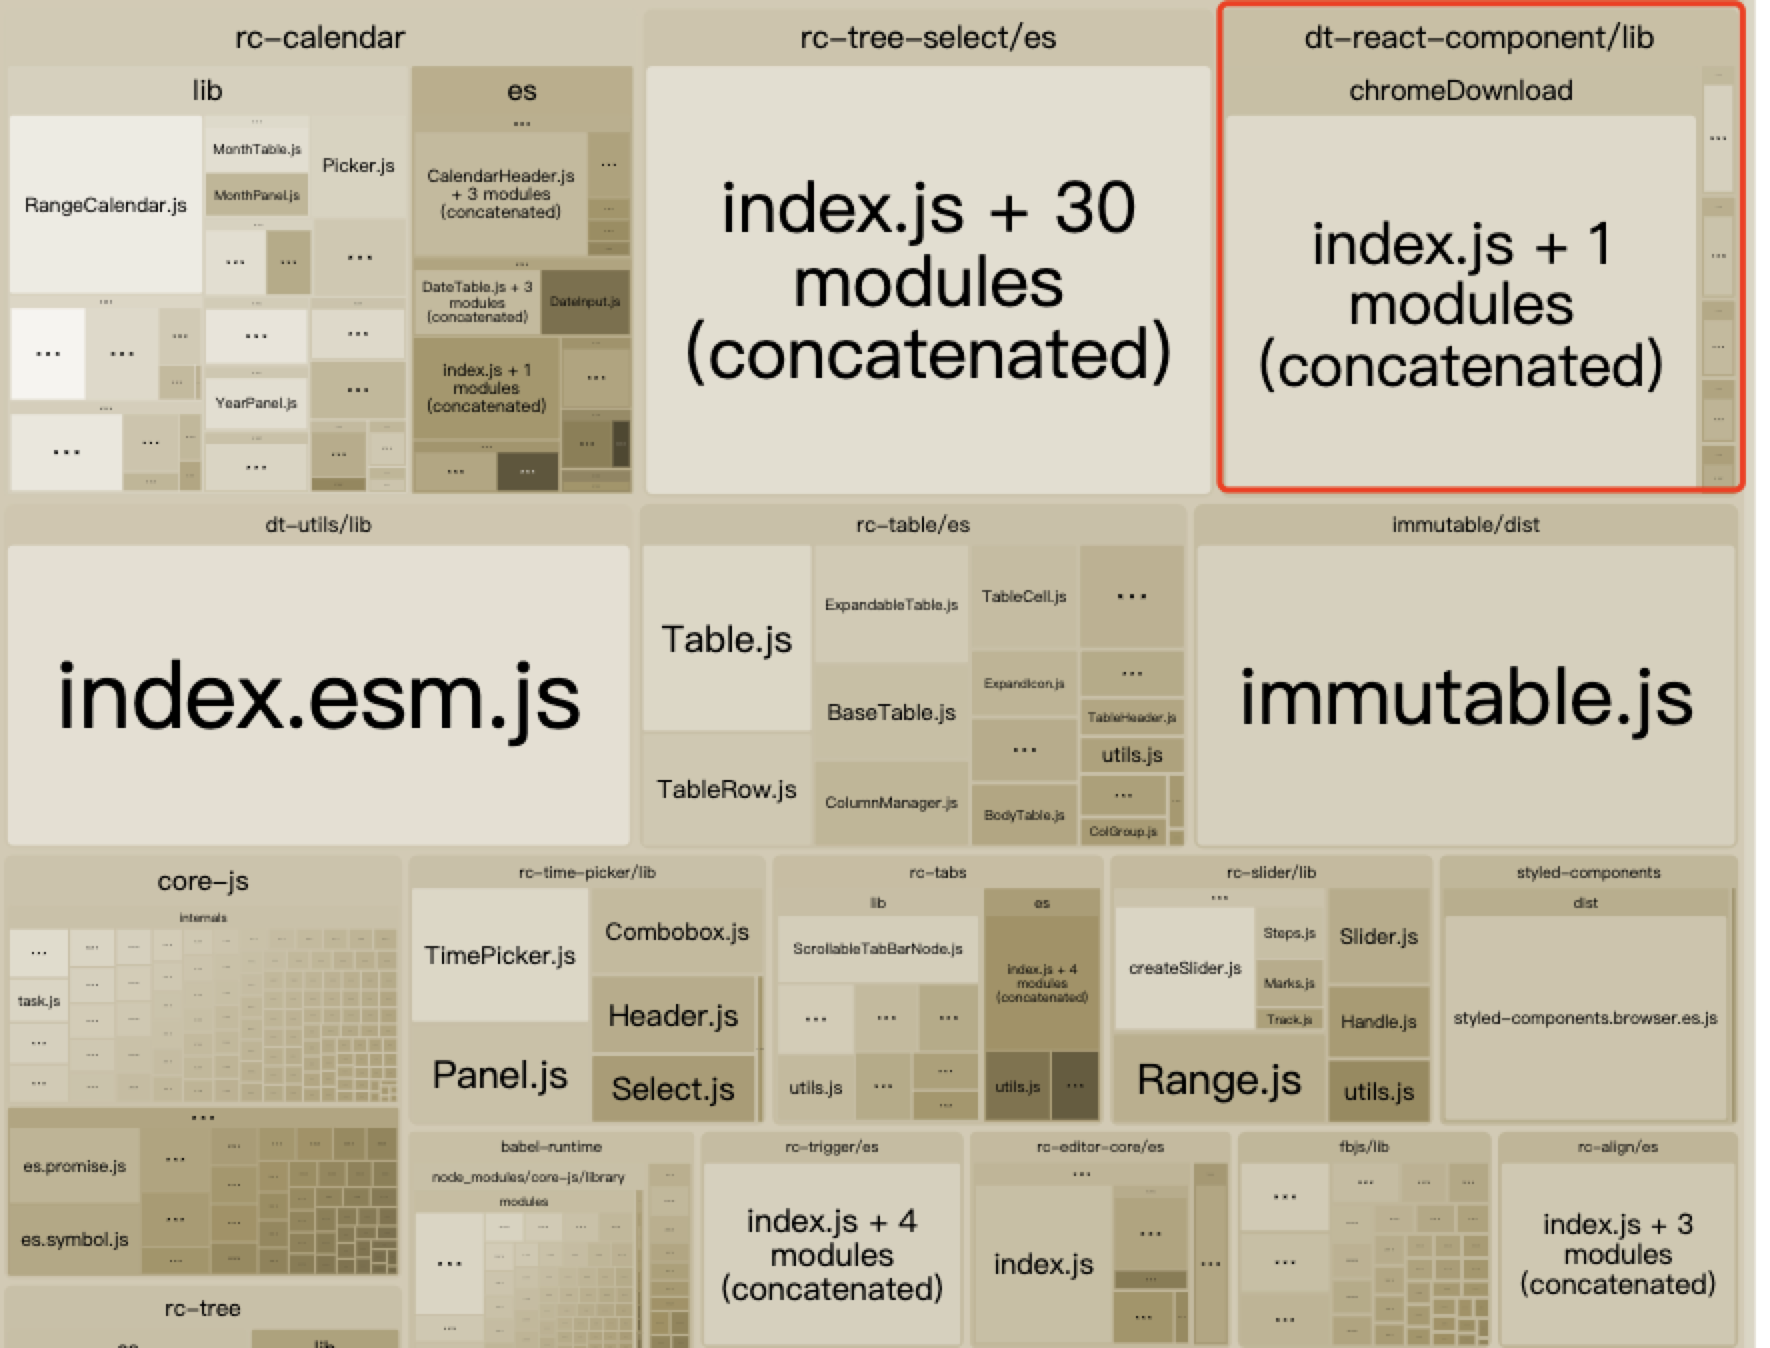 rc-calendar
lib
RangeCalendar.js
MonthTable.js
MonthPanel.js
Picker.js
YearPanel.js
es
CalendarHeader.js
+ 3 modules
(concatenated)
DateTable.js + 3
modules
(concatenated)
DateInput.js
index.js + 1
modules
(concatenated)
rc-tree-select/es
index.js + 30
modules
(concatenated)
dt-react-component/lib
chromeDownload
index.js + 1
modules
(concatenated)
dt-utils/lib
index.esm.js
rc-table/es
Table.js
TableRow.js
ExpandableTable.js
BaseTable.js
ColumnManager.js
TableCell.js
ExpandIcon.js
BodyTable.js
TableHeader.js
utils.js
ColGroup.js
immutable/dist
immutable.js
core-js
internals
task.js
es.promise.js
es.symbol.js
rc-time-picker/lib
TimePicker.js
Panel.js
Combobox.js
Header.js
Select.js
rc-tabs
lib
ScrollableTabBarNode.js
utils.js
es
index.js + 4
modules
(concatenated)
utils.js
rc-slider/lib
createSlider.js
Steps.js
Marks.js
Track.js
Range.js
Slider.js
Handle.js
utils.js
styled-components
dist
styled-components.browser.es.js
babel-runtime
node_modules/core-js/library
modules
rc-trigger/es
index.js + 4
modules
(concatenated)
rc-editor-core/es
index.js
fbjs/lib
rc-align/es
index.js + 3
modules
(concatenated)
rc-tree
es
lib